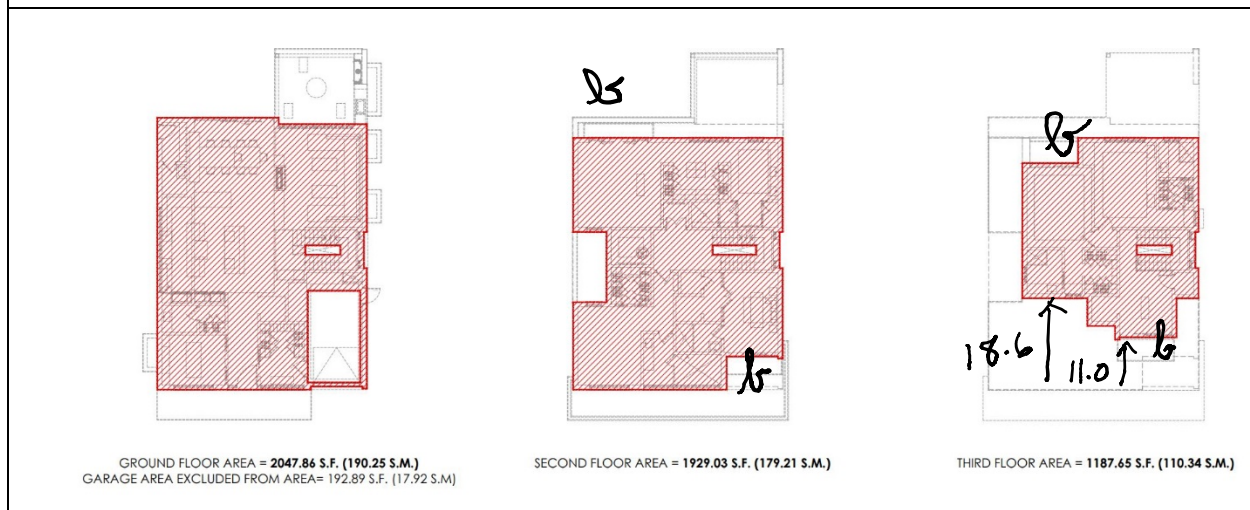 b
b
b
b
18.6
11.0
GROUND FLOOR AREA = 2047.86 S.F. (190.25 S.M.)
GARAGE AREA EXCLUDED FROM AREA= 192.89 S.F. (17.92 S.M)
SECOND FLOOR AREA = 1929.03 S.F. (179.21 S.M.)
THIRD FLOOR AREA = 1187.65 S.F. (110.34 S.M.)